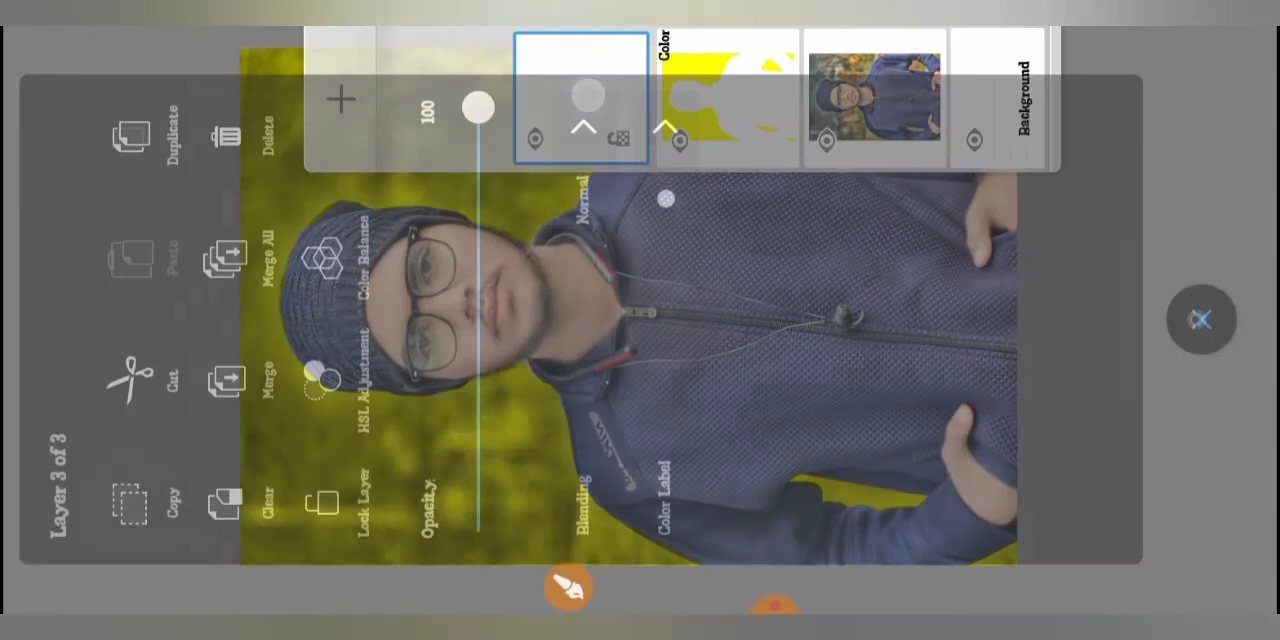 Layer 3 of 3
Copy
Cut
Paste
Duplicate
Clear
Merge
Merge All
Delete
Lock Layer
HSL Adjustment
Color Balance
Opacity
100
Blending
Normal
Color Label
Color
Background